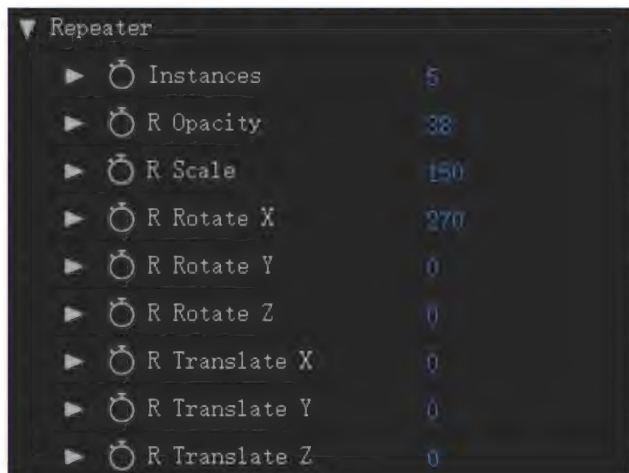 Repeater
Instances 5
R Opacity 38
R Scale 150
R Rotate X 270
R Rotate Y 0
R Rotate Z 0
R Translate X 0
R Translate Y 0
R Translate Z 0